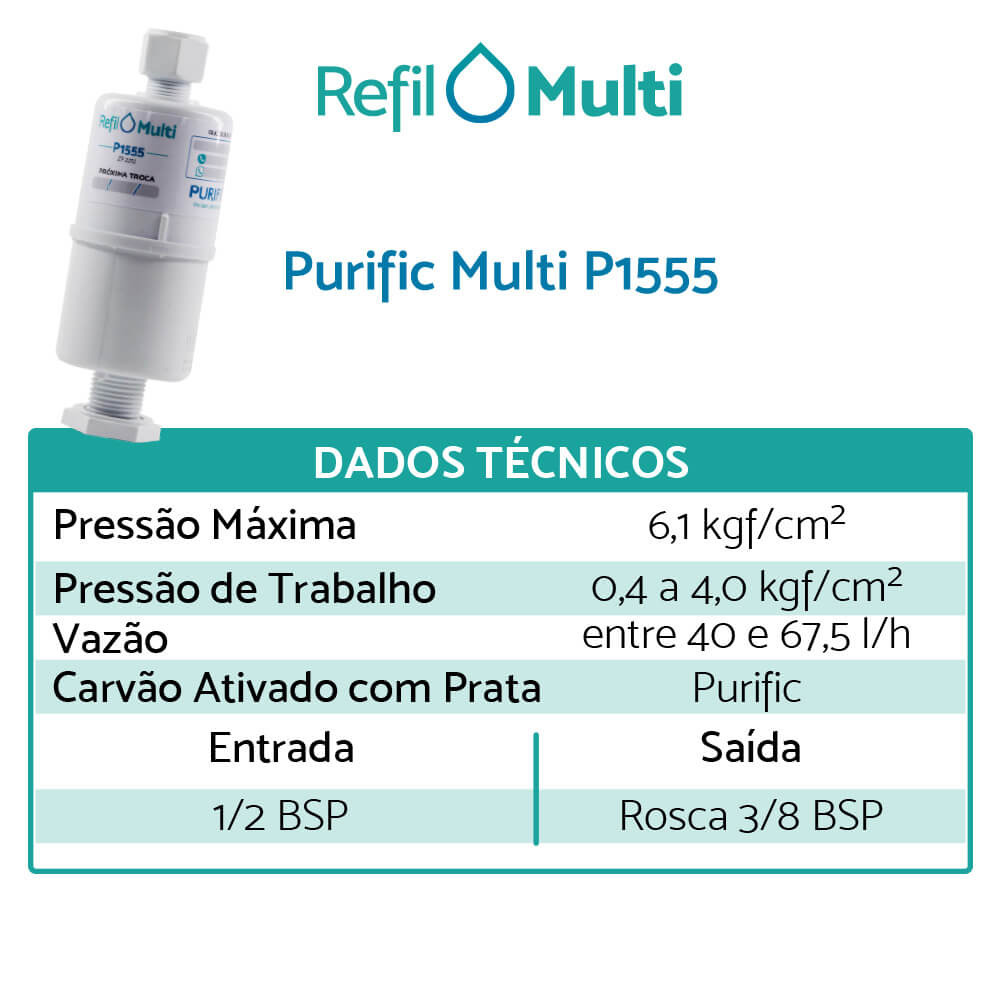 Refil Multi
Refil Multi
P1555
PRÓXIMA TROCA
Purific Multi P1555
DADOS TÉCNICOS
Pressão Máxima 6,1 kgf/cm²
Pressão de Trabalho 0,4 a 4,0 kgf/cm²
Vazão entre 40 e 67,5 l/h
Carvão Ativado com Prata Purific
Entrada Saída
1/2 BSP Rosca 3/8 BSP